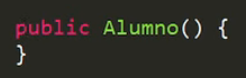 public Alumno() {
}